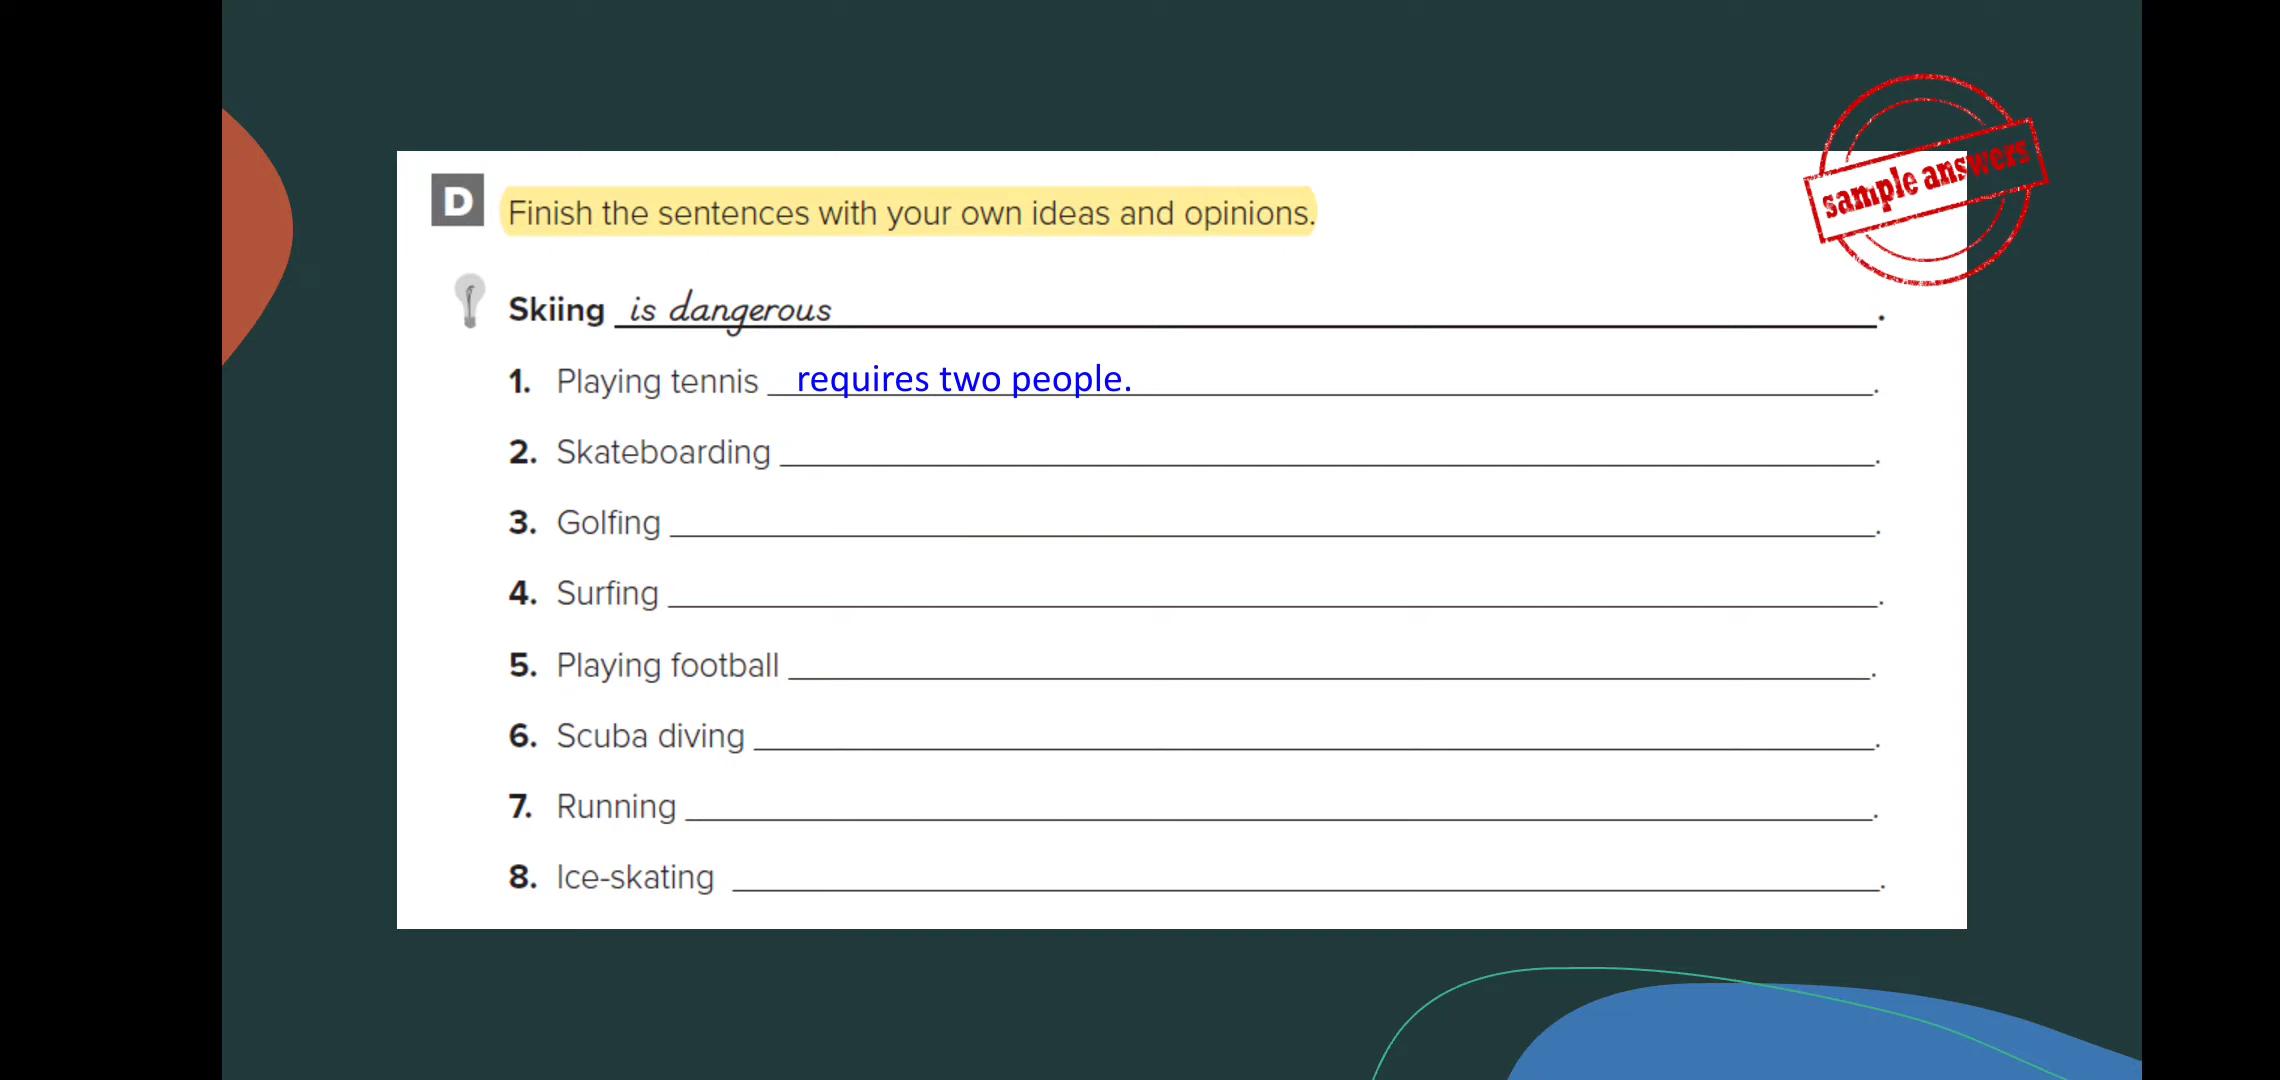 sample answers
D Finish the sentences with your own ideas and opinions.
Skiing is dangerous.
1. Playing tennis requires two people. .
2. Skateboarding .
3. Golfing .
4. Surfing .
5. Playing football .
6. Scuba diving .
7. Running .
8. Ice-skating .